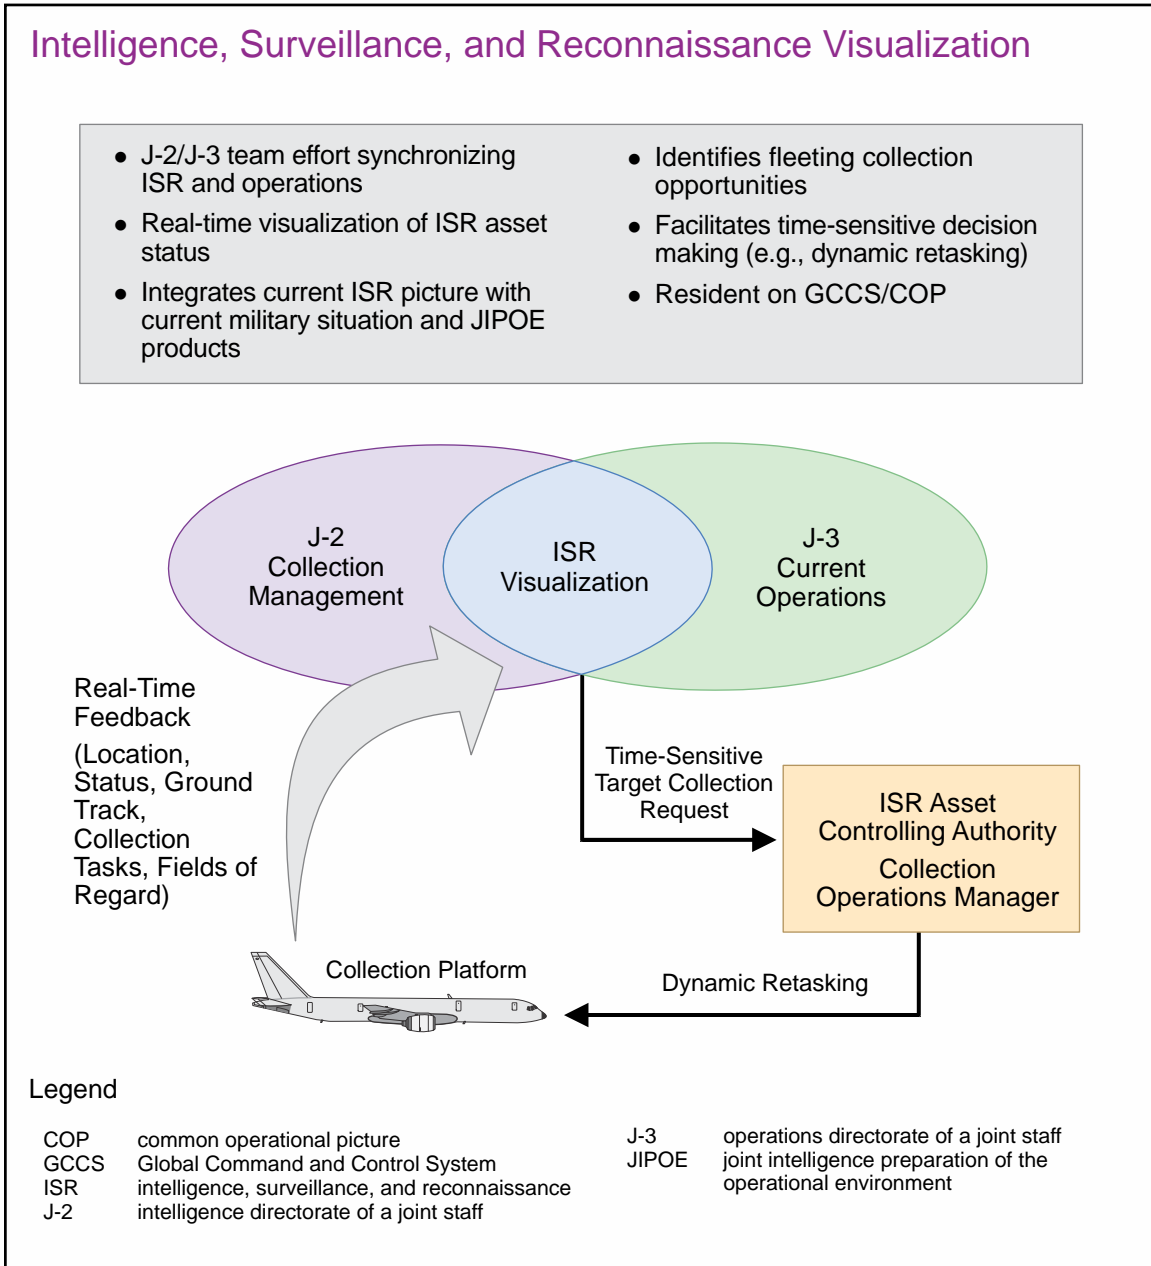 Intelligence, Surveillance, and Reconnaissance Visualization
● J-2/J-3 team effort synchronizing
ISR and operations
● Real-time visualization of ISR asset
status
● Integrates current ISR picture with
current military situation and JIPOE
products
● Identifies fleeting collection
opportunities
● Facilitates time-sensitive decision
making (e.g., dynamic retasking)
● Resident on GCCS/COP
J-2
Collection
Management
ISR
Visualization
J-3
Current
Operations
Real-Time
Feedback
(Location,
Status, Ground
Track,
Collection
Tasks, Fields of
Regard)
Time-Sensitive
Target Collection
Request
ISR Asset
Controlling Authority
Collection
Operations Manager
Collection Platform
Dynamic Retasking
Legend
COP common operational picture
GCCS Global Command and Control System
ISR intelligence, surveillance, and reconnaissance
J-2 intelligence directorate of a joint staff
J-3 operations directorate of a joint staff
JIPOE joint intelligence preparation of the
operational environment